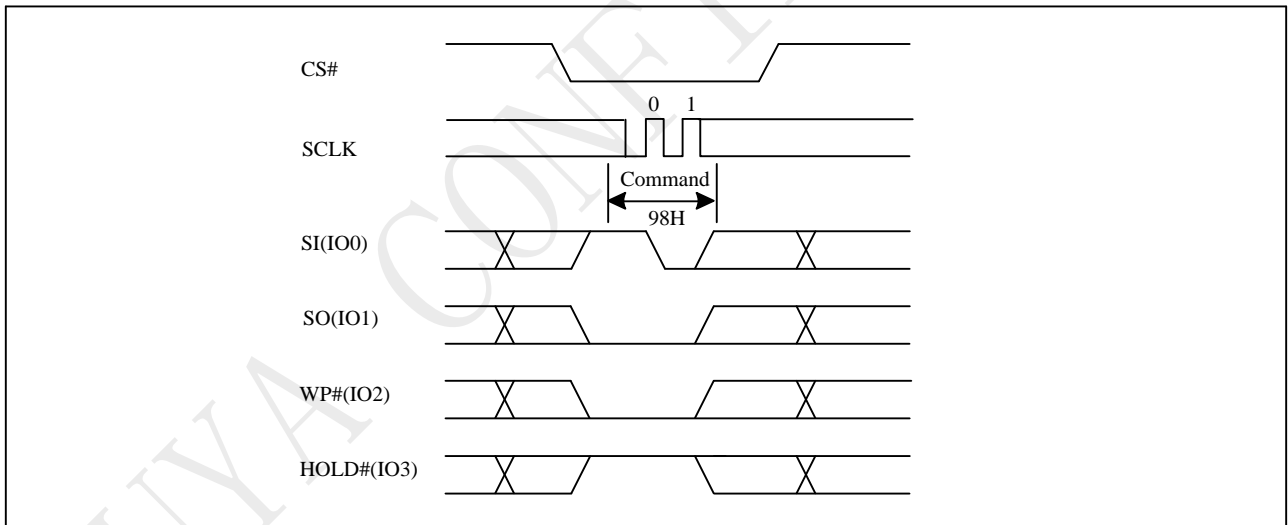 CS#
0 1
SCLK
Command
98H
SI(IO0)
SO(IO1)
WP#(IO2)
HOLD#(IO3)